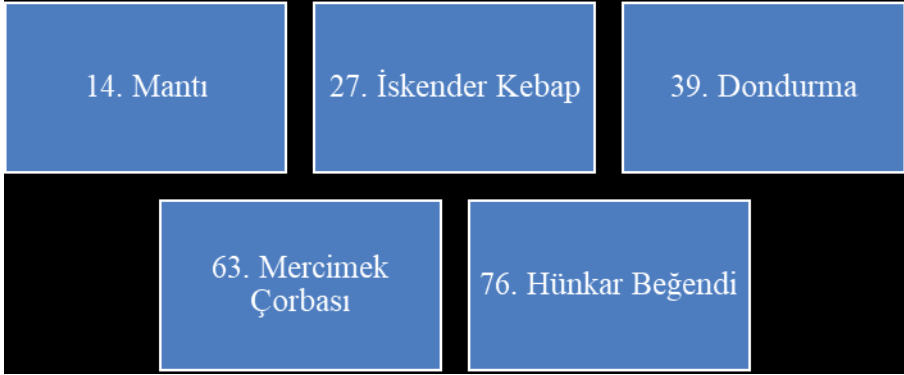 14. Mantı
27. İskender Kebap
39. Dondurma
63. Mercimek
Çorbası
76. Hünkar Beğendi